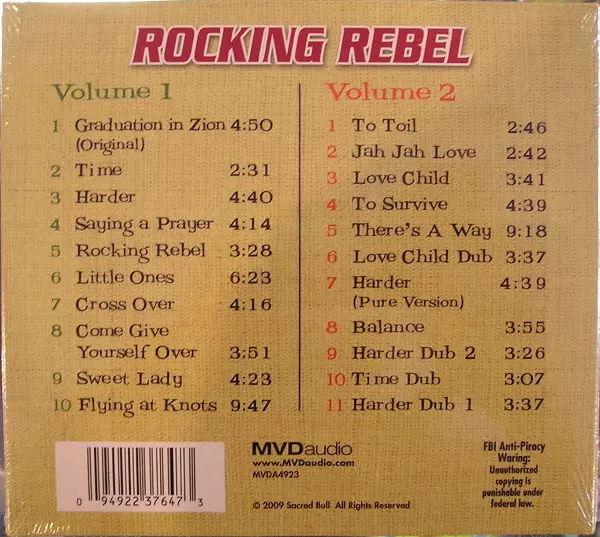 ROCKING REBEL
Volume 1
1 Graduation in Zion 4:50
(Original)
2 Time 2:31
3 Harder 4:40
4 Saying a Prayer 4:14
5 Rocking Rebel 3:28
6 Little Ones 6:23
7 Cross Over 4:16
8 Come Give
Yourself Over 3:51
9 Sweet Lady 4:23
10 Flying at Knots 9:47
Volume 2
1 To Toil 2:46
2 Jah Jah Love 2:42
3 Love Child 3:41
4 To Survive 4:39
5 There's A Way 9:18
6 Love Child Dub 3:37
7 Harder 4:39
(Pure Version)
8 Balance 3:55
9 Harder Dub 2 3:26
10 Time Dub 3:07
11 Harder Dub 1 3:37
0 94922 37647 3
MVDaudio
www.MVDaudio.com
MVDA4923
© 2009 Sacred Bull All Rights Reserved
FBI Anti-Piracy
Waring:
Unauthorized
copying is
punishable under
federal law.